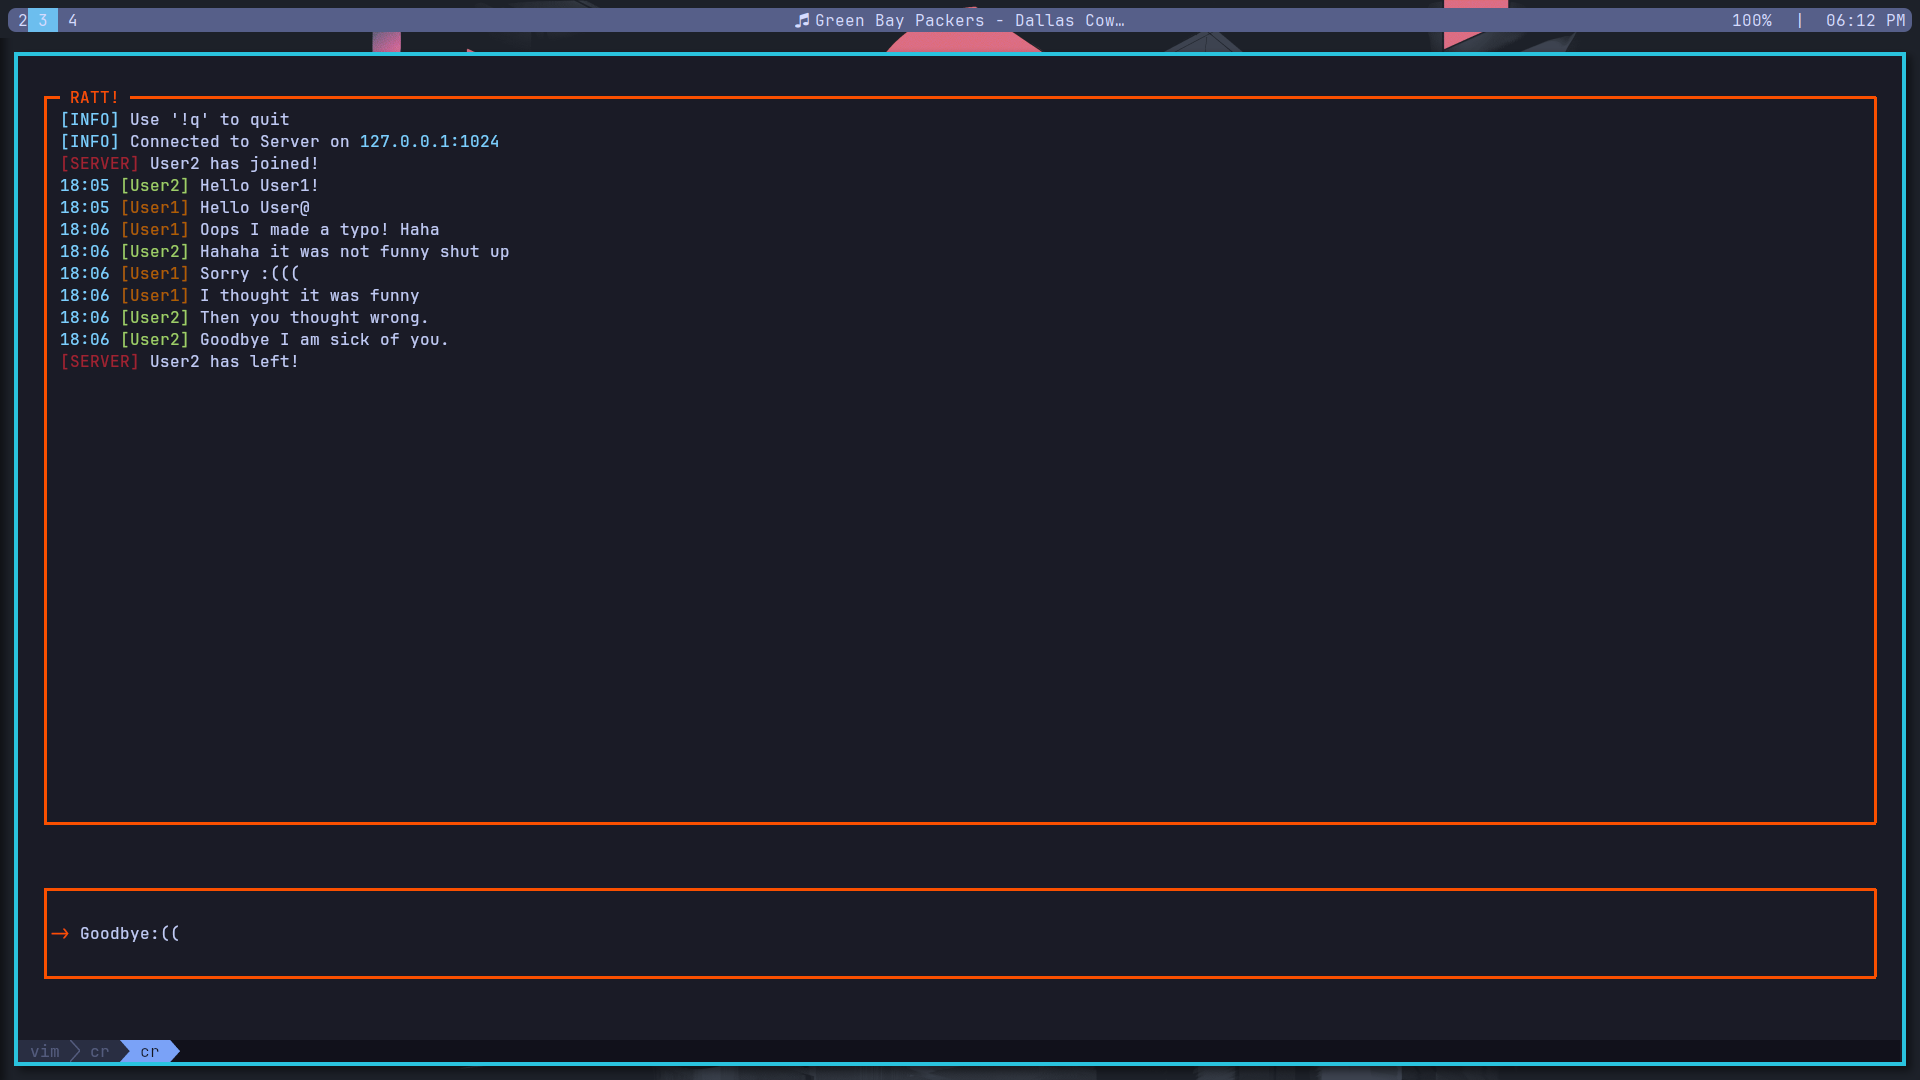 2 3 4 Green Bay Packers - Dallas Cow… 100% | 06:12 PM
RATT!
[INFO] Use '!q' to quit
[INFO] Connected to Server on 127.0.0.1:1024
[SERVER] User2 has joined!
18:05 [User2] Hello User1!
18:05 [User1] Hello User@
18:06 [User1] Oops I made a typo! Haha
18:06 [User2] Hahaha it was not funny shut up
18:06 [User1] Sorry :(((
18:06 [User1] I thought it was funny
18:06 [User2] Then you thought wrong.
18:06 [User2] Goodbye I am sick of you.
[SERVER] User2 has left!
→ Goodbye:((
vim cr cr